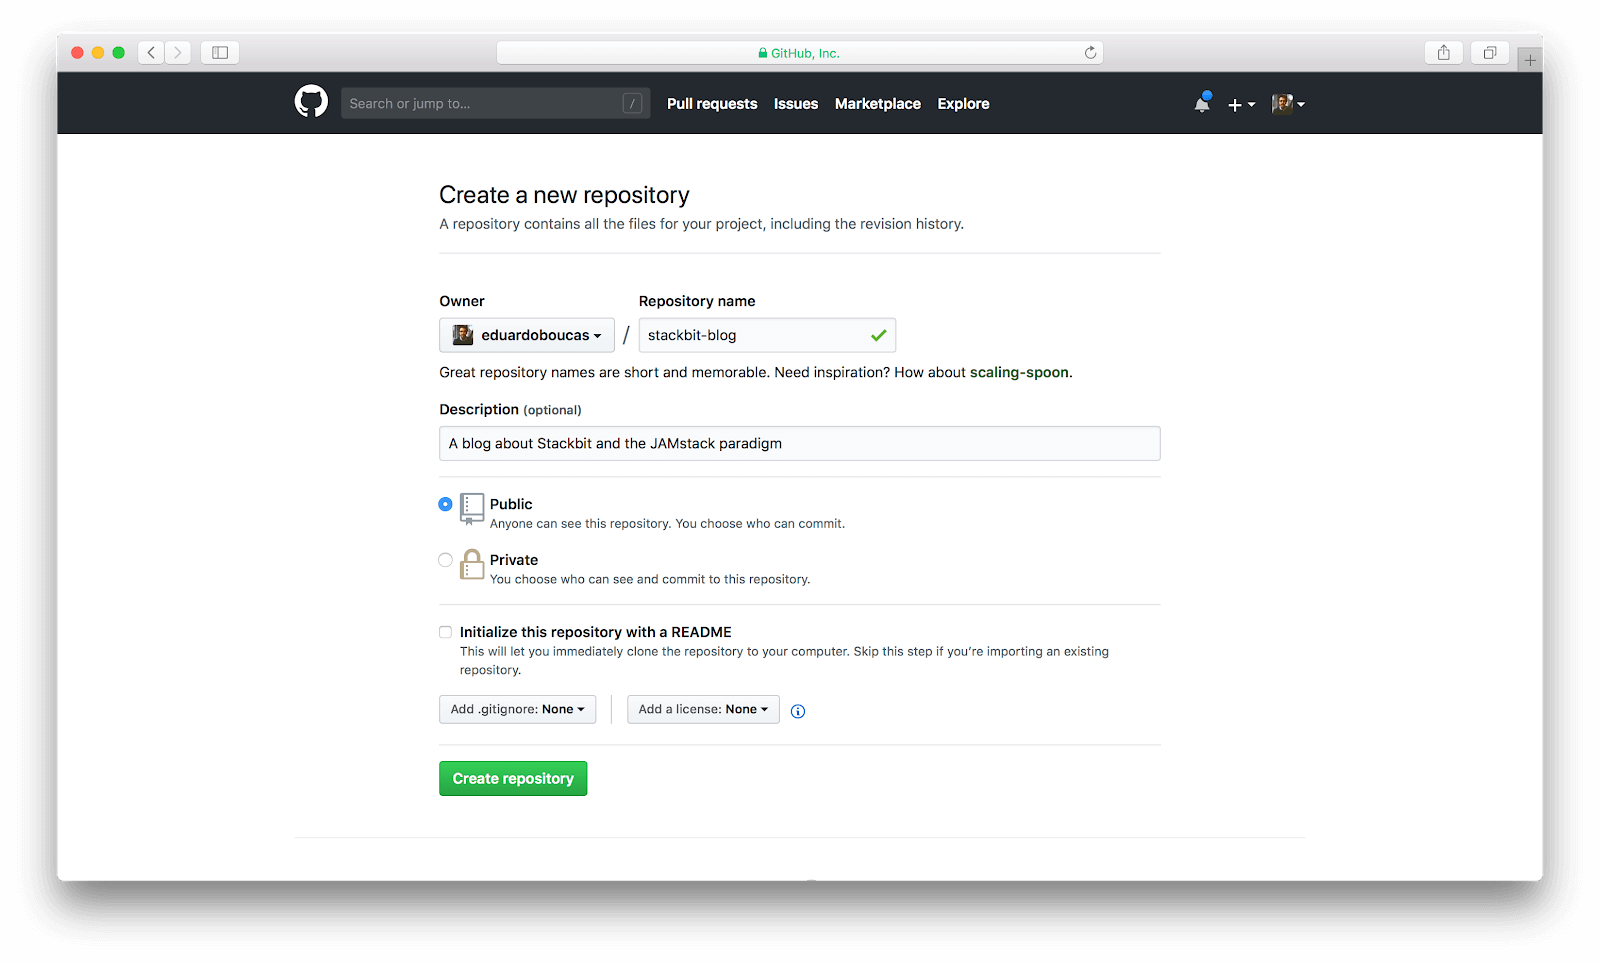 GitHub, Inc.
Search or jump to... /
Pull requests Issues Marketplace Explore
Create a new repository
A repository contains all the files for your project, including the revision history.
Owner Repository name
eduardoboucas / stackbit-blog
Great repository names are short and memorable. Need inspiration? How about scaling-spoon.
Description (optional)
A blog about Stackbit and the JAMstack paradigm
Public
Anyone can see this repository. You choose who can commit.
Private
You choose who can see and commit to this repository.
Initialize this repository with a README
This will let you immediately clone the repository to your computer. Skip this step if you’re importing an existing
repository.
Add .gitignore: None Add a license: None
Create repository